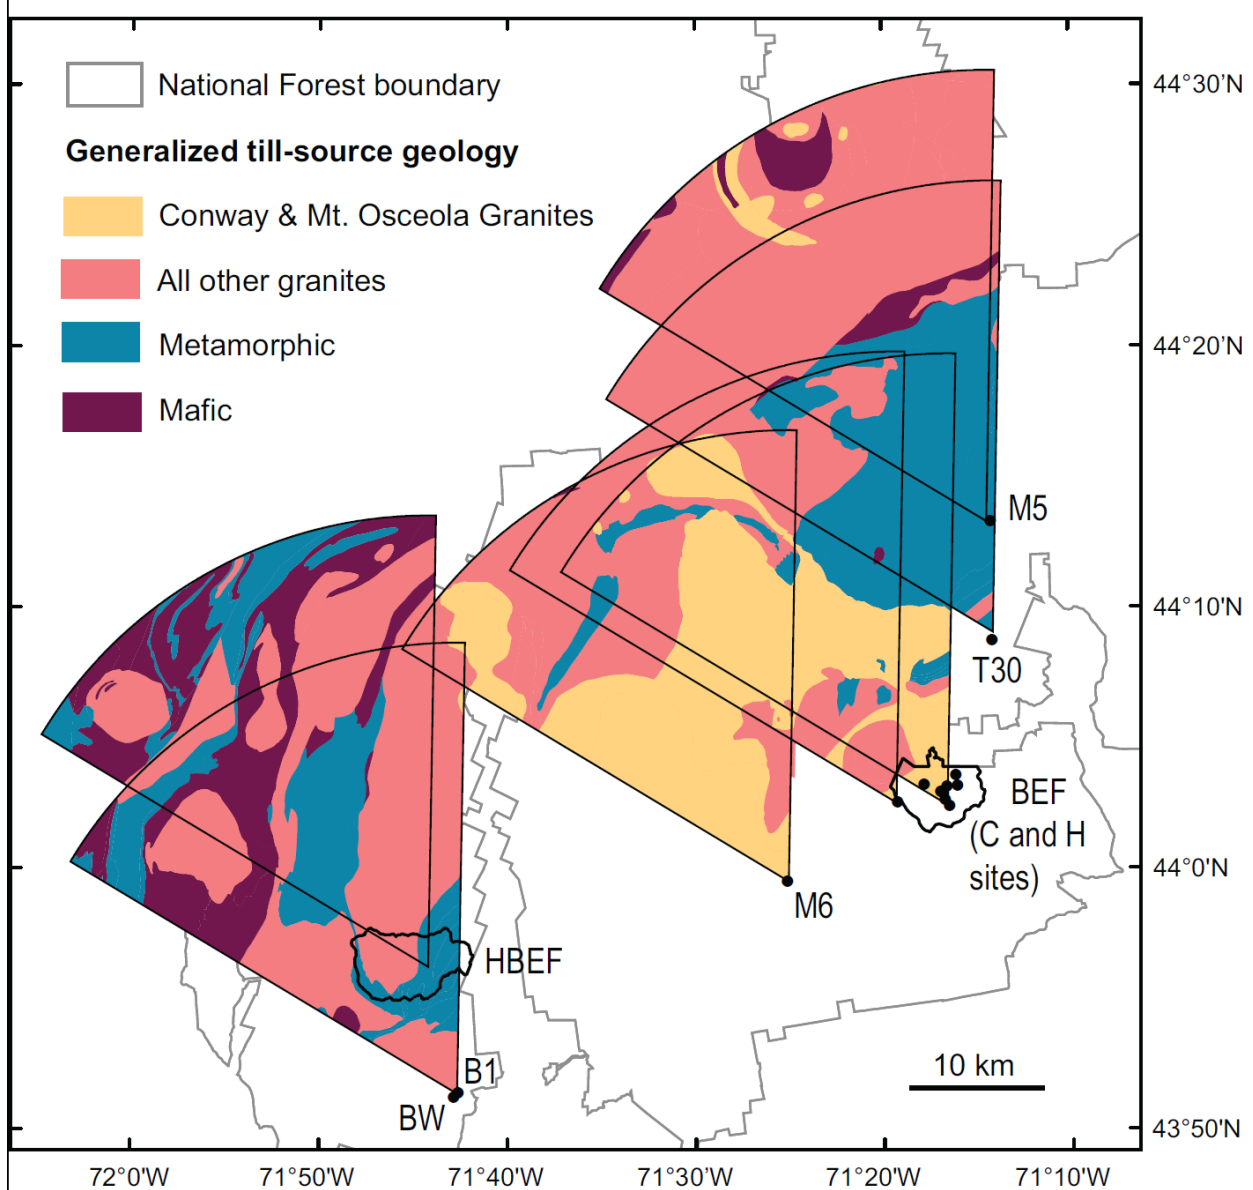 National Forest boundary
Generalized till-source geology
Conway & Mt. Osceola Granites
All other granites
Metamorphic
Mafic
44°30'N
44°20'N
M5
44°10'N
T30
BEF
(C and H
sites)
44°0'N
M6
HBEF
10 km
B1
BW
43°50'N
72°0'W 71°50'W 71°40'W 71°30'W 71°20'W 71°10'W